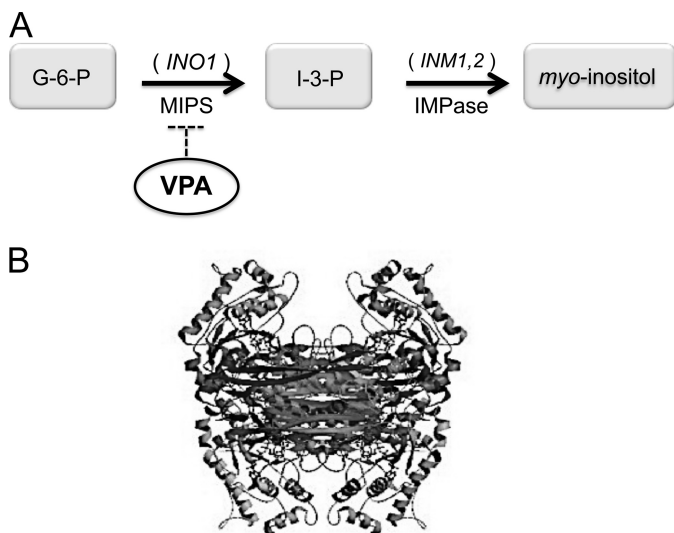 A
( INO1 )
( INM1,2 )
G-6-P
I-3-P
myo-inositol
MIPS
IMPase
VPA
B